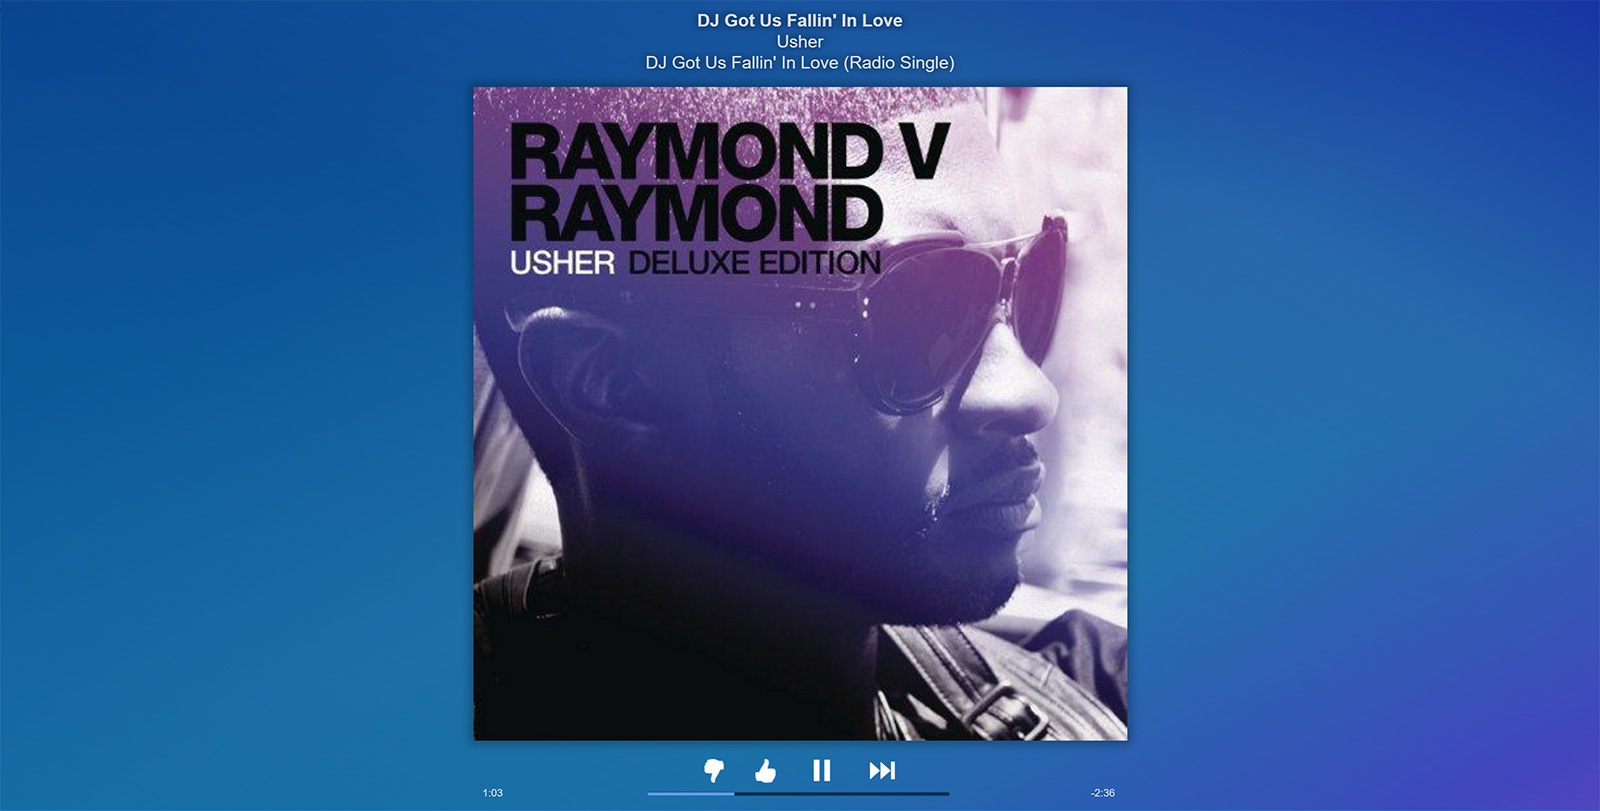 DJ Got Us Fallin' In Love
Usher
DJ Got Us Fallin' In Love (Radio Single)
RAYMOND V
RAYMOND
USHER DELUXE EDITION
1:03 -2:36